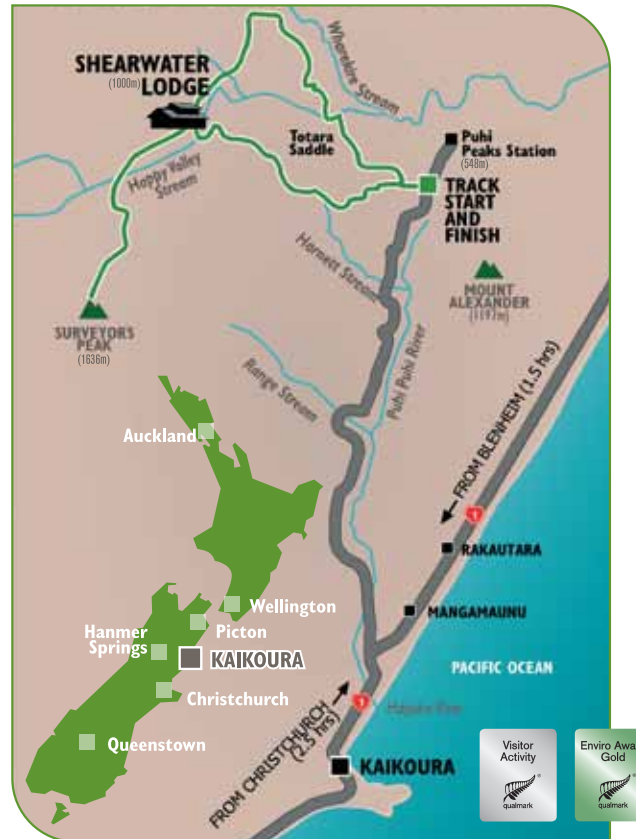 SHEARWATER
(1000m) LODGE
Wharekire Stream
Totara
Saddle
Puhi
Peaks Station
(548m)
TRACK
START
AND
FINISH
Happy Valley
Stream
Harnett Stream
MOUNT
ALEXANDER
(1197m)
SURVEYORS
PEAK
(1636m)
Range Stream
Puhi Puhi River
FROM BLENHEIM (1.5 hrs)
1
RAKAUTARA
MANGAMAUNU
PACIFIC OCEAN
Auckland
Wellington
Picton
Hanmer
Springs
KAIKOURA
Christchurch
Queenstown
FROM CHRISTCHURCH
(2.5 hrs)
1
KAIKOURA
Visitor
Activity
qualmark
Enviro Awa
Gold
qualmark